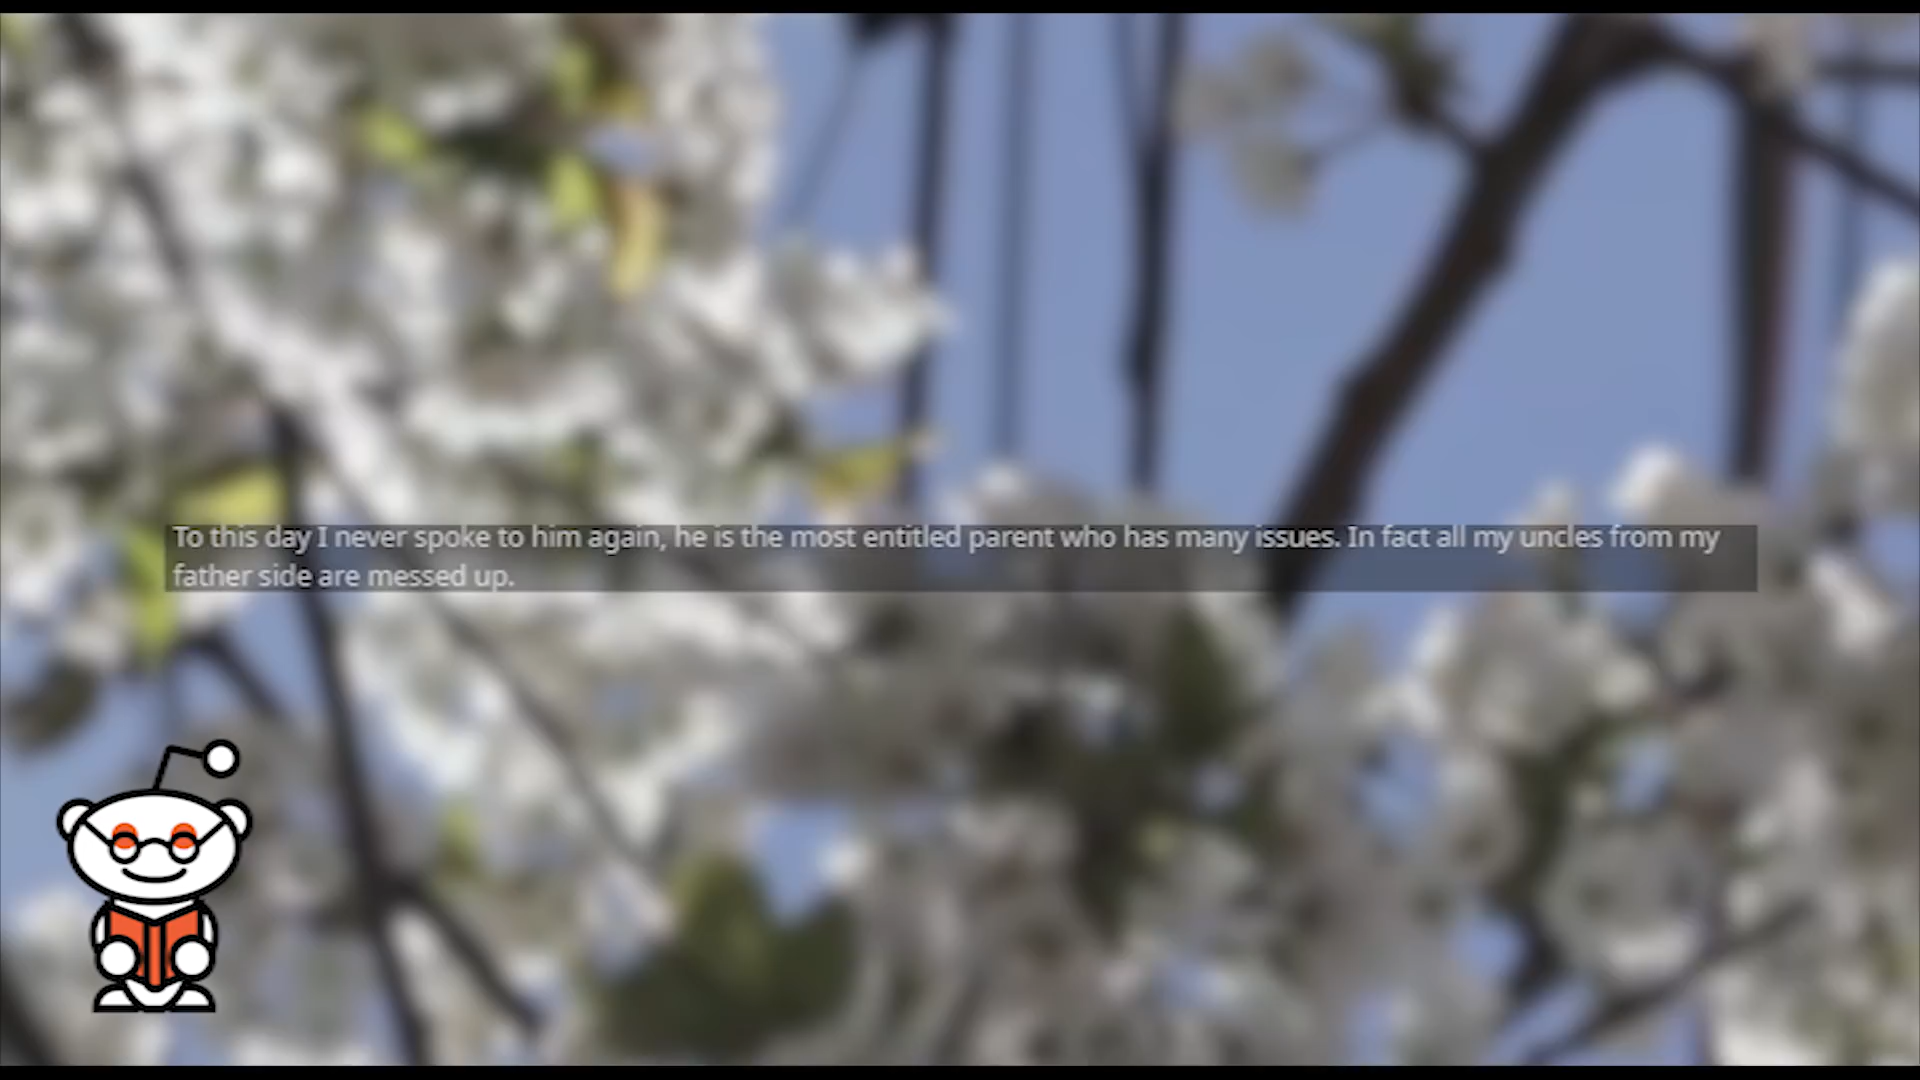 To this day I never spoke to him again, he is the most entitled parent who has many issues. In fact all my uncles from my
father side are messed up.